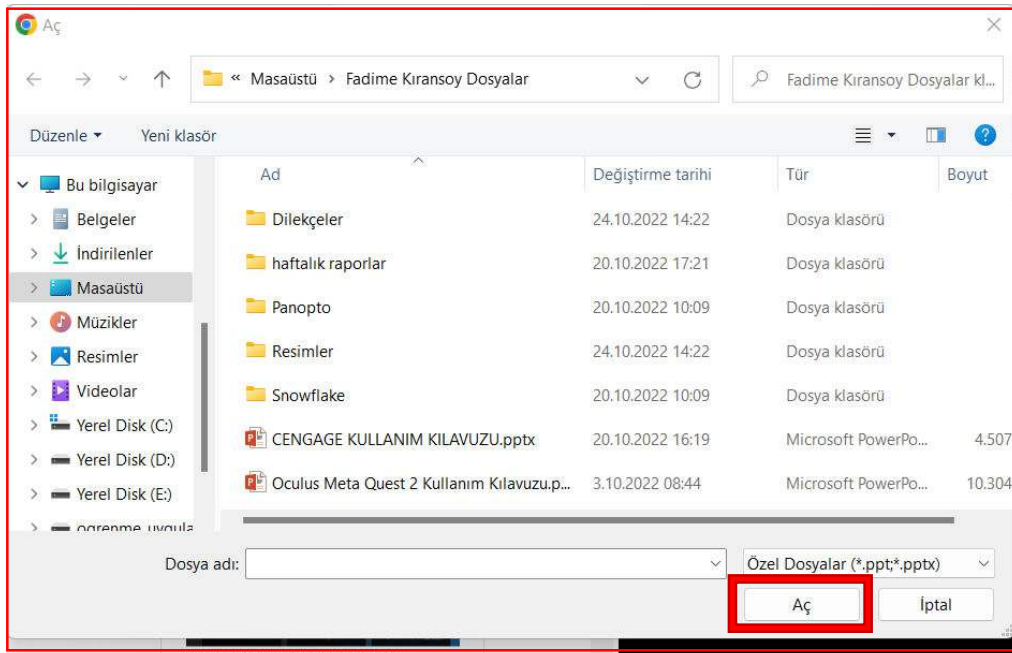 Aç
« Masaüstü > Fadime Kıransoy Dosyalar
Fadime Kıransoy Dosyalar kl...
Düzenle Yeni klasör
Ad Değiştirme tarihi Tür Boyut
Bu bilgisayar
Belgeler
İndirilenler
Masaüstü
Müzikler
Resimler
Videolar
Yerel Disk (C:)
Yerel Disk (D:)
Yerel Disk (E:)
Dilekçeler 24.10.2022 14:22 Dosya klasörü
haftalık raporlar 20.10.2022 17:21 Dosya klasörü
Panopto 20.10.2022 10:09 Dosya klasörü
Resimler 24.10.2022 14:22 Dosya klasörü
Snowflake 20.10.2022 10:09 Dosya klasörü
CENGAGE KULLANIM KILAVUZU.pptx 20.10.2022 16:19 Microsoft PowerPo... 4.507
Oculus Meta Quest 2 Kullanım Kılavuzu.p... 3.10.2022 08:44 Microsoft PowerPo... 10.304
Dosya adı: Özel Dosyalar (*.ppt;*.pptx)
Aç İptal